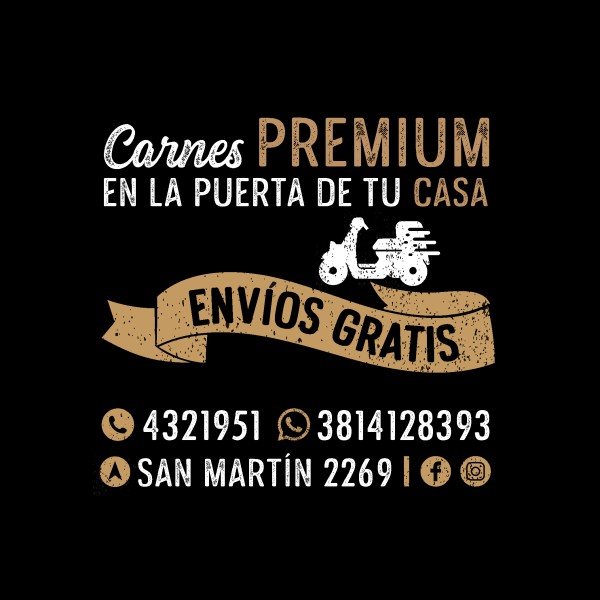 Carnes PREMIUM
EN LA PUERTA DE TU CASA
ENVÍOS GRATIS
4321951 3814128393
SAN MARTÍN 2269 |